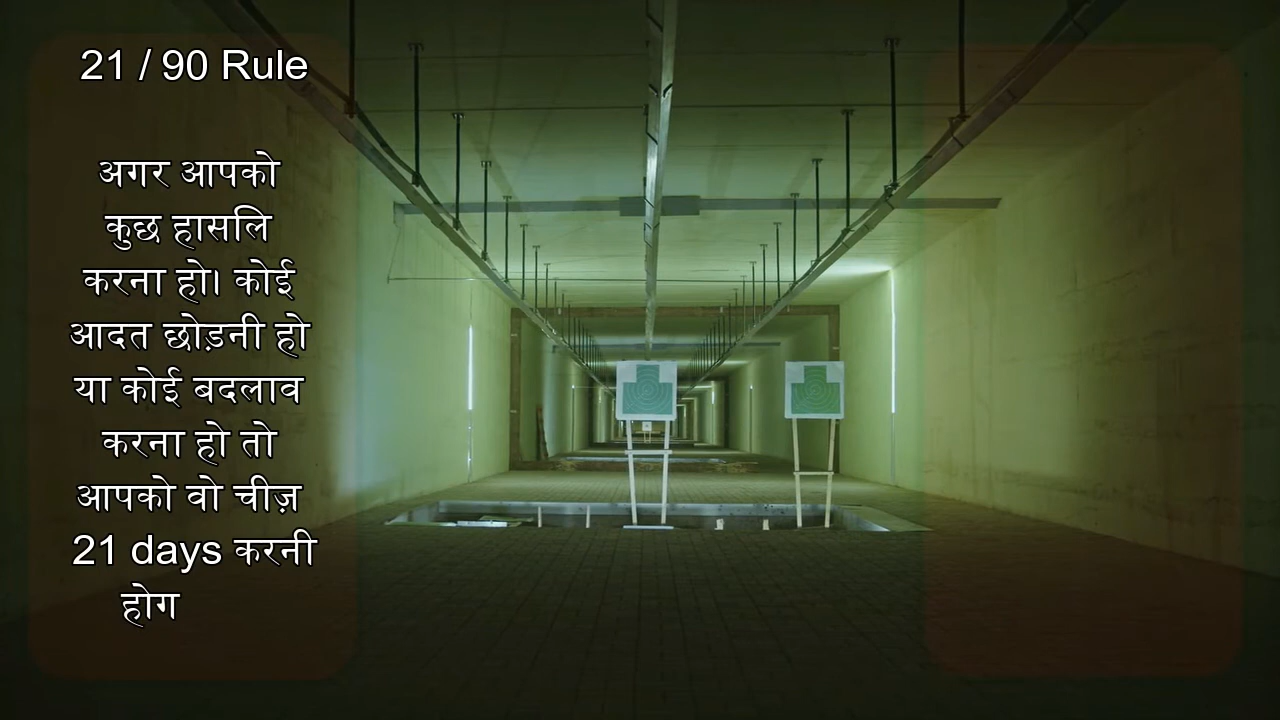 21 / 90 Rule
अगर आपको
कुछ हासलि
करना हो। कोई
आदत छोड़नी हो
या कोई बदलाव
करना हो तो
आपको वो चीज़
21 days करनी
होग